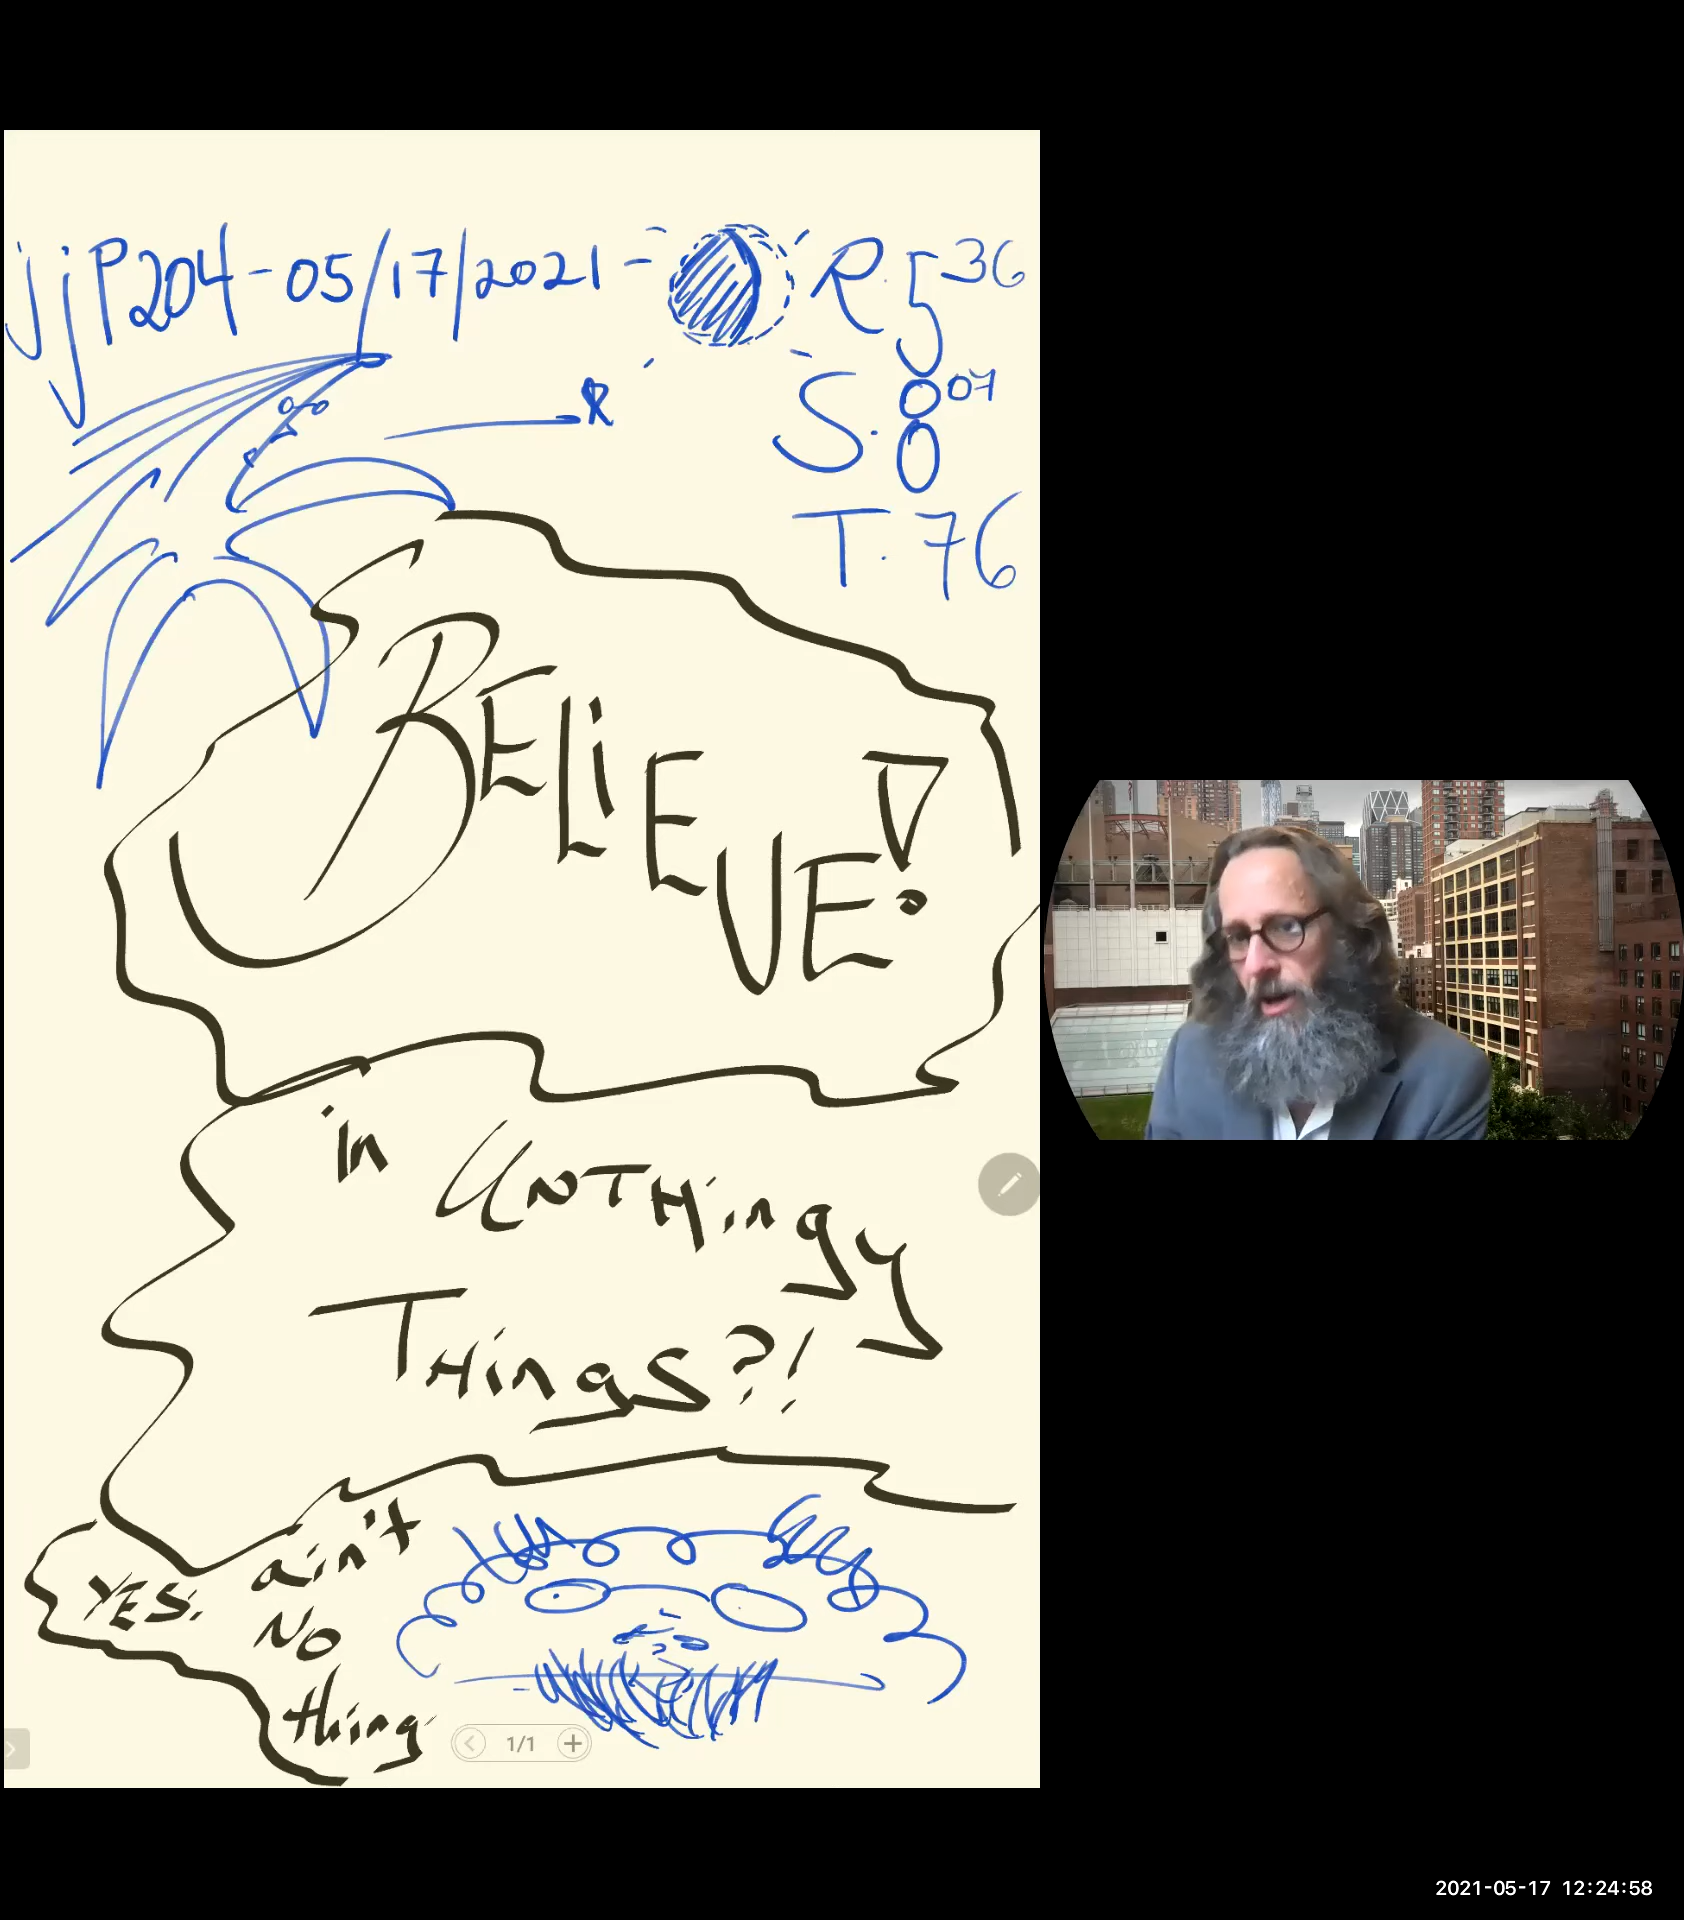 jjP204-05/17/2021-
R. 5 36
S. 8 07
T. 76
BELiEVE!
in UNTHingy
THings?!
YES. ain't
NO
thing
1/1
2021-05-17 12:24:58